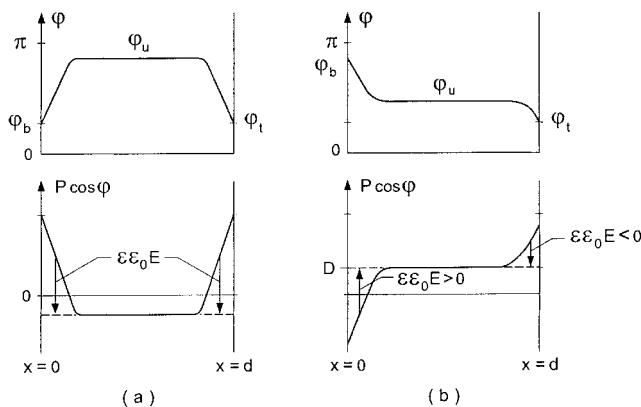 φ
π
φu
φb
φt
0
P cosφ
εε0E
0
x = 0
x = d
( a )
φ
π
φb
φu
φt
0
P cosφ
εε0E<0
D
εε0E>0
x = 0
x = d
( b )